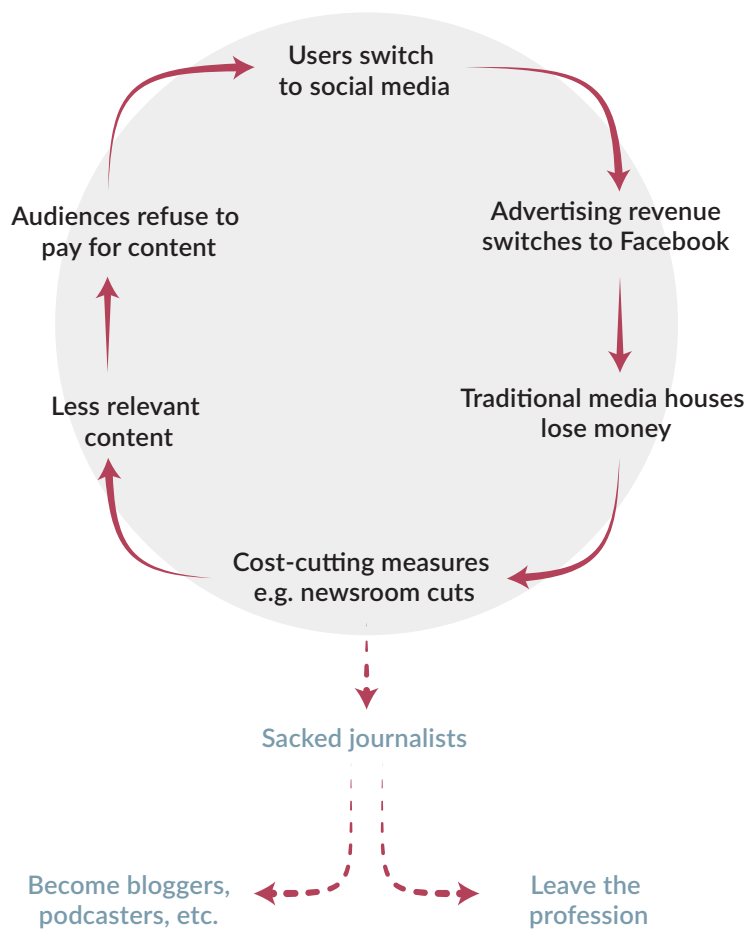 Users switch
to social media
Advertising revenue
switches to Facebook
Traditional media houses
lose money
Cost-cutting measures
e.g. newsroom cuts
Less relevant
content
Audiences refuse to
pay for content
Sacked journalists
Become bloggers,
podcasters, etc.
Leave the
profession